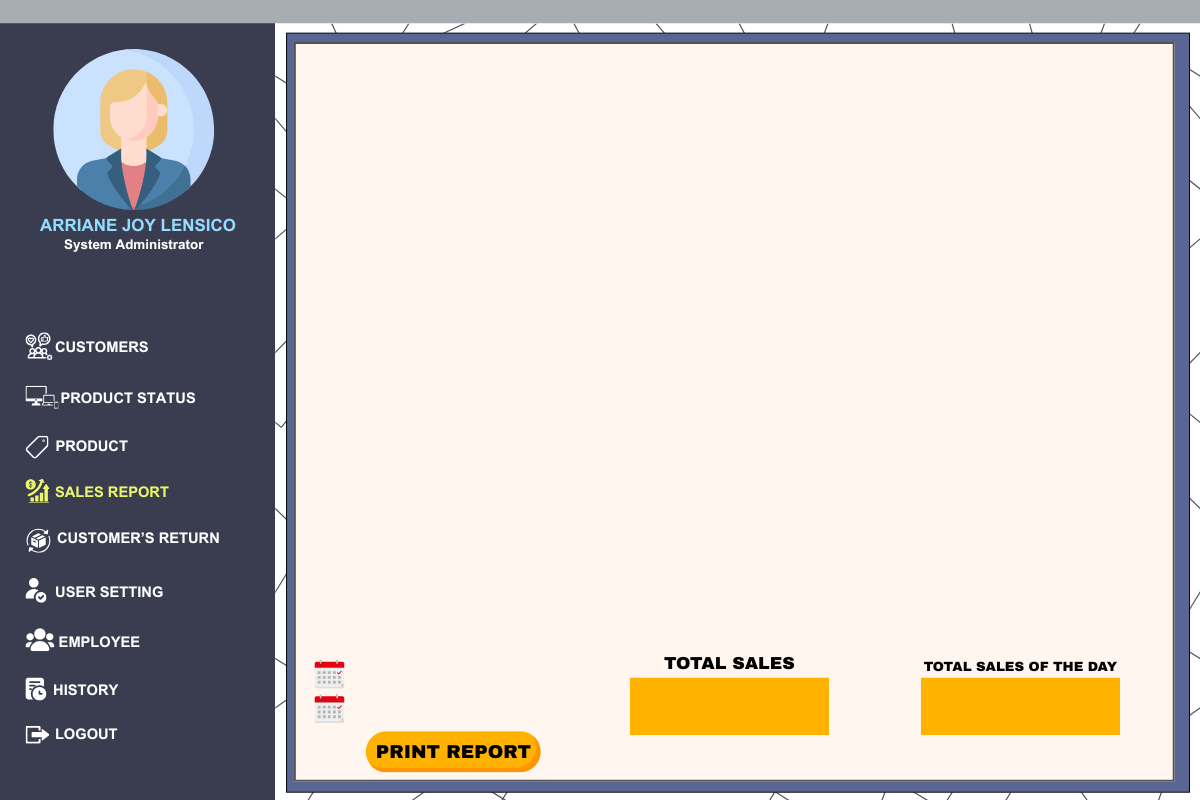 ARRIANE JOY LENSICO
System Administrator
CUSTOMERS
PRODUCT STATUS
PRODUCT
SALES REPORT
CUSTOMER’S RETURN
USER SETTING
EMPLOYEE
HISTORY
LOGOUT
TOTAL SALES
TOTAL SALES OF THE DAY
PRINT REPORT